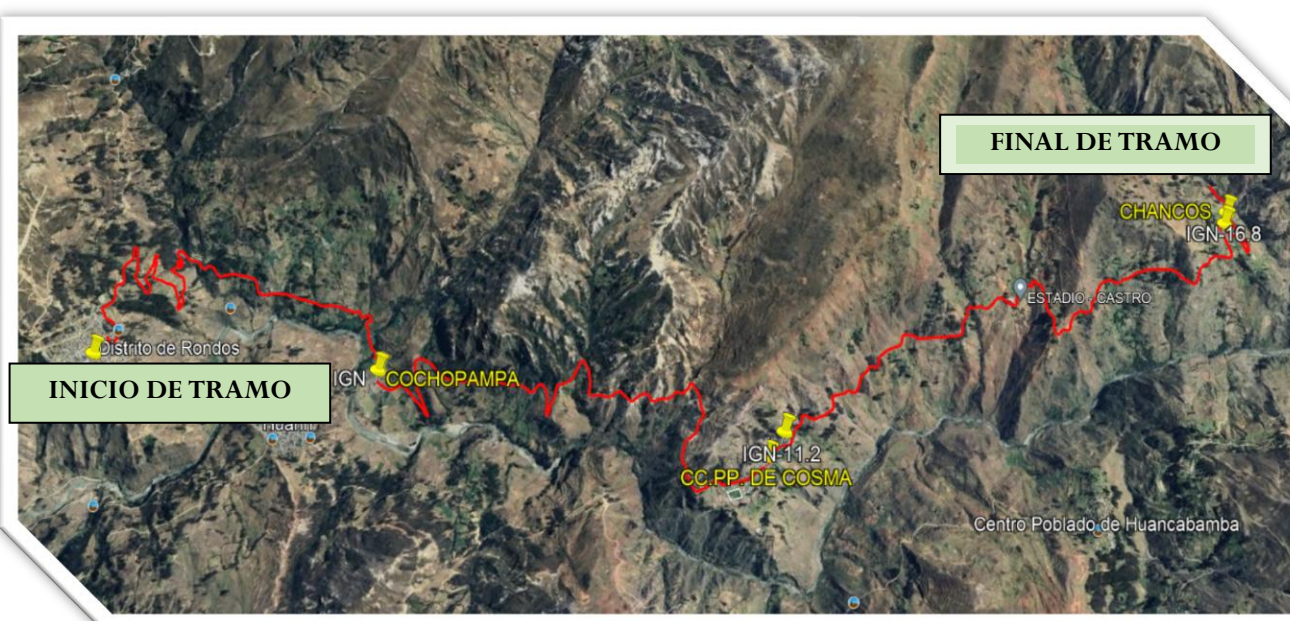 FINAL DE TRAMO
CHANCOS
IGN-16.8
ESTADIO - CASTRO
Distrito de Rondos
INICIO DE TRAMO
IGN
COCHOPAMPA
IGN-11.2
CC.PP. DE COSMA
Centro Poblado de Huancabamba